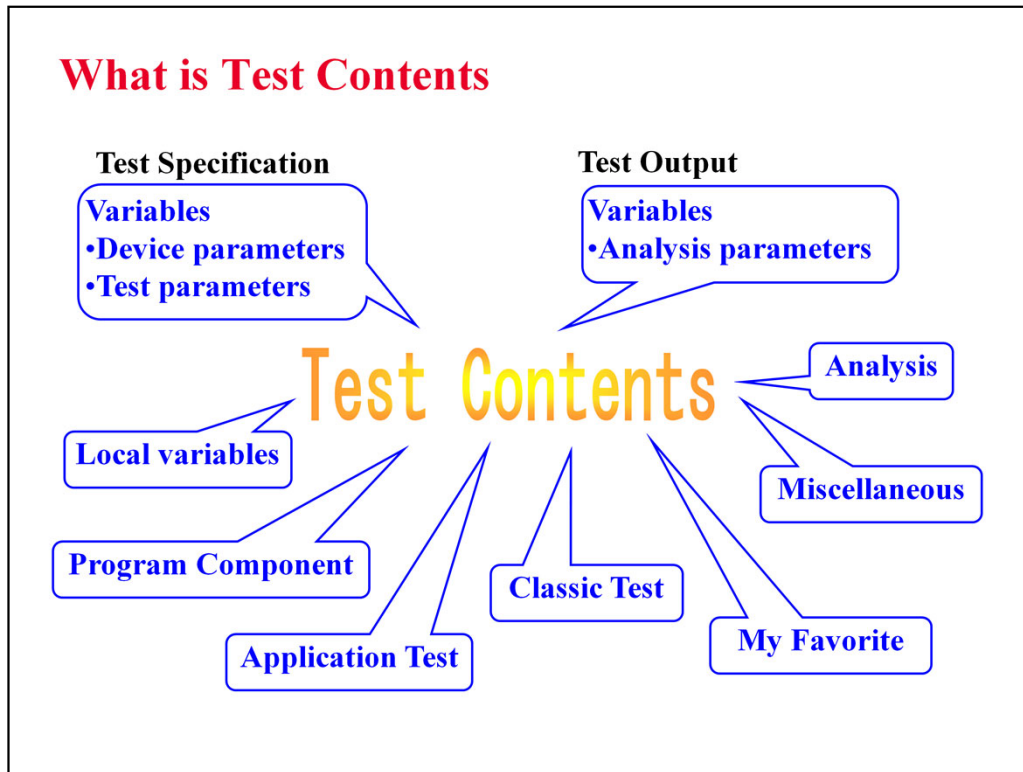 What is Test Contents
Test Specification
Variables
•Device parameters
•Test parameters
Test Output
Variables
•Analysis parameters
Test Contents
Analysis
Local variables
Miscellaneous
Program Component
Classic Test
Application Test
My Favorite